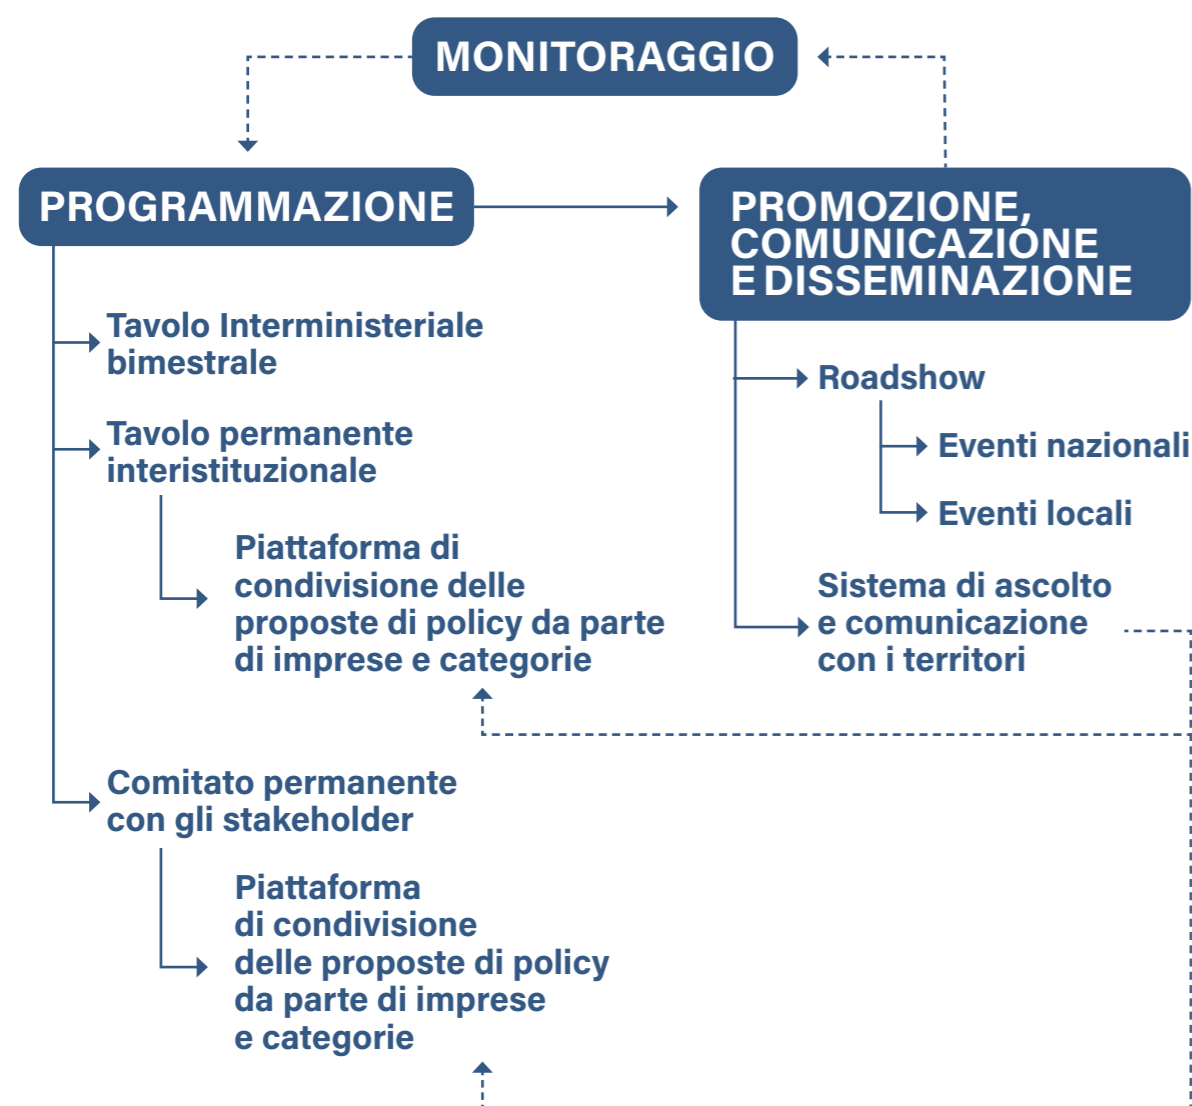 MONITORAGGIO
PROGRAMMAZIONE
Tavolo Interministeriale
bimestrale
Tavolo permanente
interistituzionale
Piattaforma di
condivisione delle
proposte di policy da parte
di imprese e categorie
Comitato permanente
con gli stakeholder
Piattaforma
di condivisione
delle proposte di policy
da parte di imprese
e categorie
PROMOZIONE,
COMUNICAZIONE
E DISSEMINAZIONE
Roadshow
Eventi nazionali
Eventi locali
Sistema di ascolto
e comunicazione
con i territori